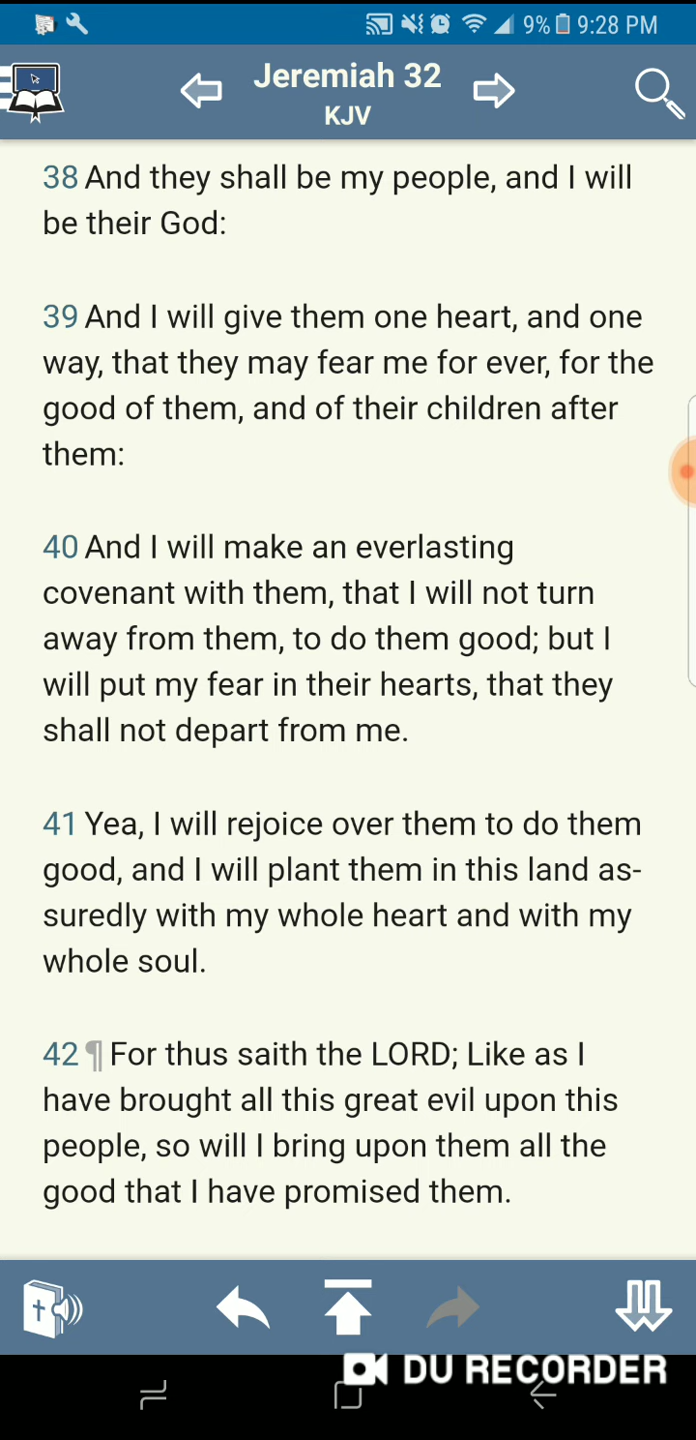 9% 9:28 PM
Jeremiah 32
KJV
38 And they shall be my people, and I will
be their God:
39 And I will give them one heart, and one
way, that they may fear me for ever, for the
good of them, and of their children after
them:
40 And I will make an everlasting
covenant with them, that I will not turn
away from them, to do them good; but I
will put my fear in their hearts, that they
shall not depart from me.
41 Yea, I will rejoice over them to do them
good, and I will plant them in this land as-
suredly with my whole heart and with my
whole soul.
42 ¶ For thus saith the LORD; Like as I
have brought all this great evil upon this
people, so will I bring upon them all the
good that I have promised them.
DU RECORDER